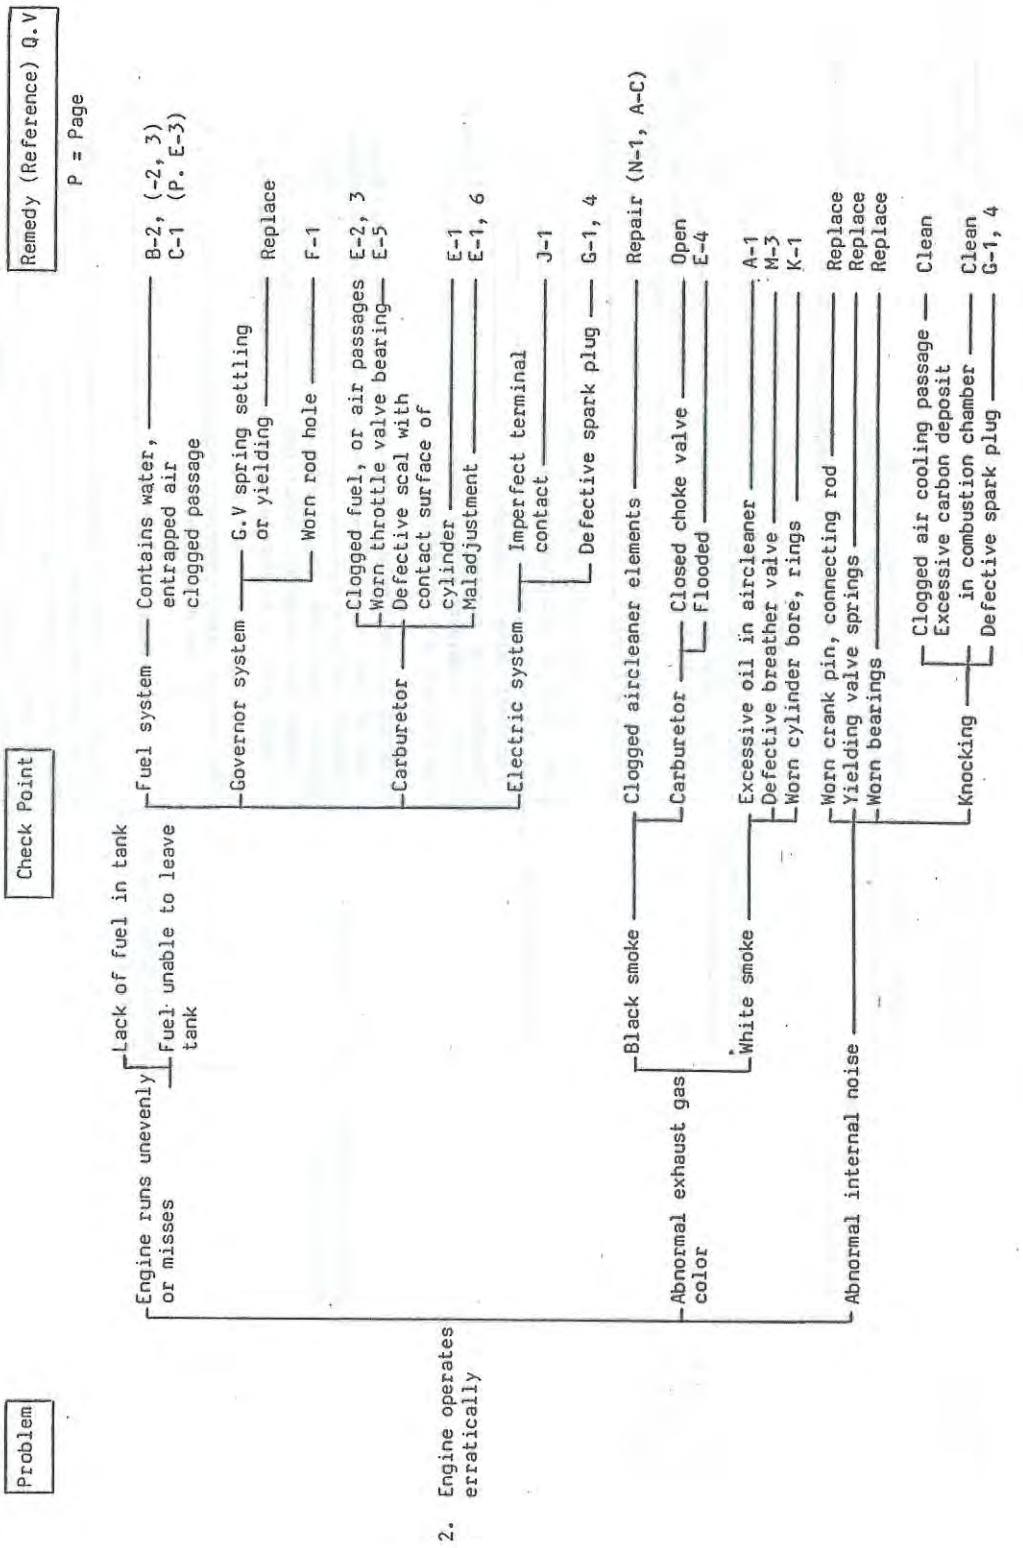 Problem
Check Point
Remedy (Reference) Q.V
P = Page
2. Engine operates
erratically
Engine runs unevenly
or misses
Lack of fuel in tank
Fuel unable to leave
tank
Fuel system
Contains water,
entrapped air
clogged passage
B-2, (-2, 3)
C-1 (P. E-3)
Governor system
G.V spring settling
or yielding
Replace
Worn rod hole
F-1
Carburetor
Clogged fuel, or air passages
E-2, 3
Worn throttle valve bearing
E-5
Defective scal with
contact surface of
cylinder
E-1
Maladjustment
E-1, 6
Electric system
Imperfect terminal
contact
J-1
Defective spark plug
G-1, 4
Abnormal exhaust gas
color
Black smoke
Clogged aircleaner elements
Repair (N-1, A-C)
Carburetor
Closed choke valve
Open
Flooded
E-4
White smoke
Excessive oil in aircleaner
A-1
Defective breather valve
M-3
Worn cylinder bore, rings
K-1
Abnormal internal noise
Worn crank pin, connecting rod
Replace
Yielding valve springs
Replace
Worn bearings
Replace
Knocking
Clogged air cooling passage
Clean
Excessive carbon deposit
in combustion chamber
Clean
Defective spark plug
G-1, 4